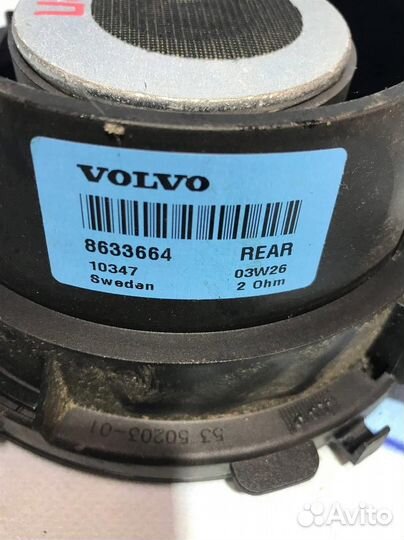 VOLVO
8633664 REAR
10347 03W26
Sweden 2 Ohm
53 50203-01
Avito